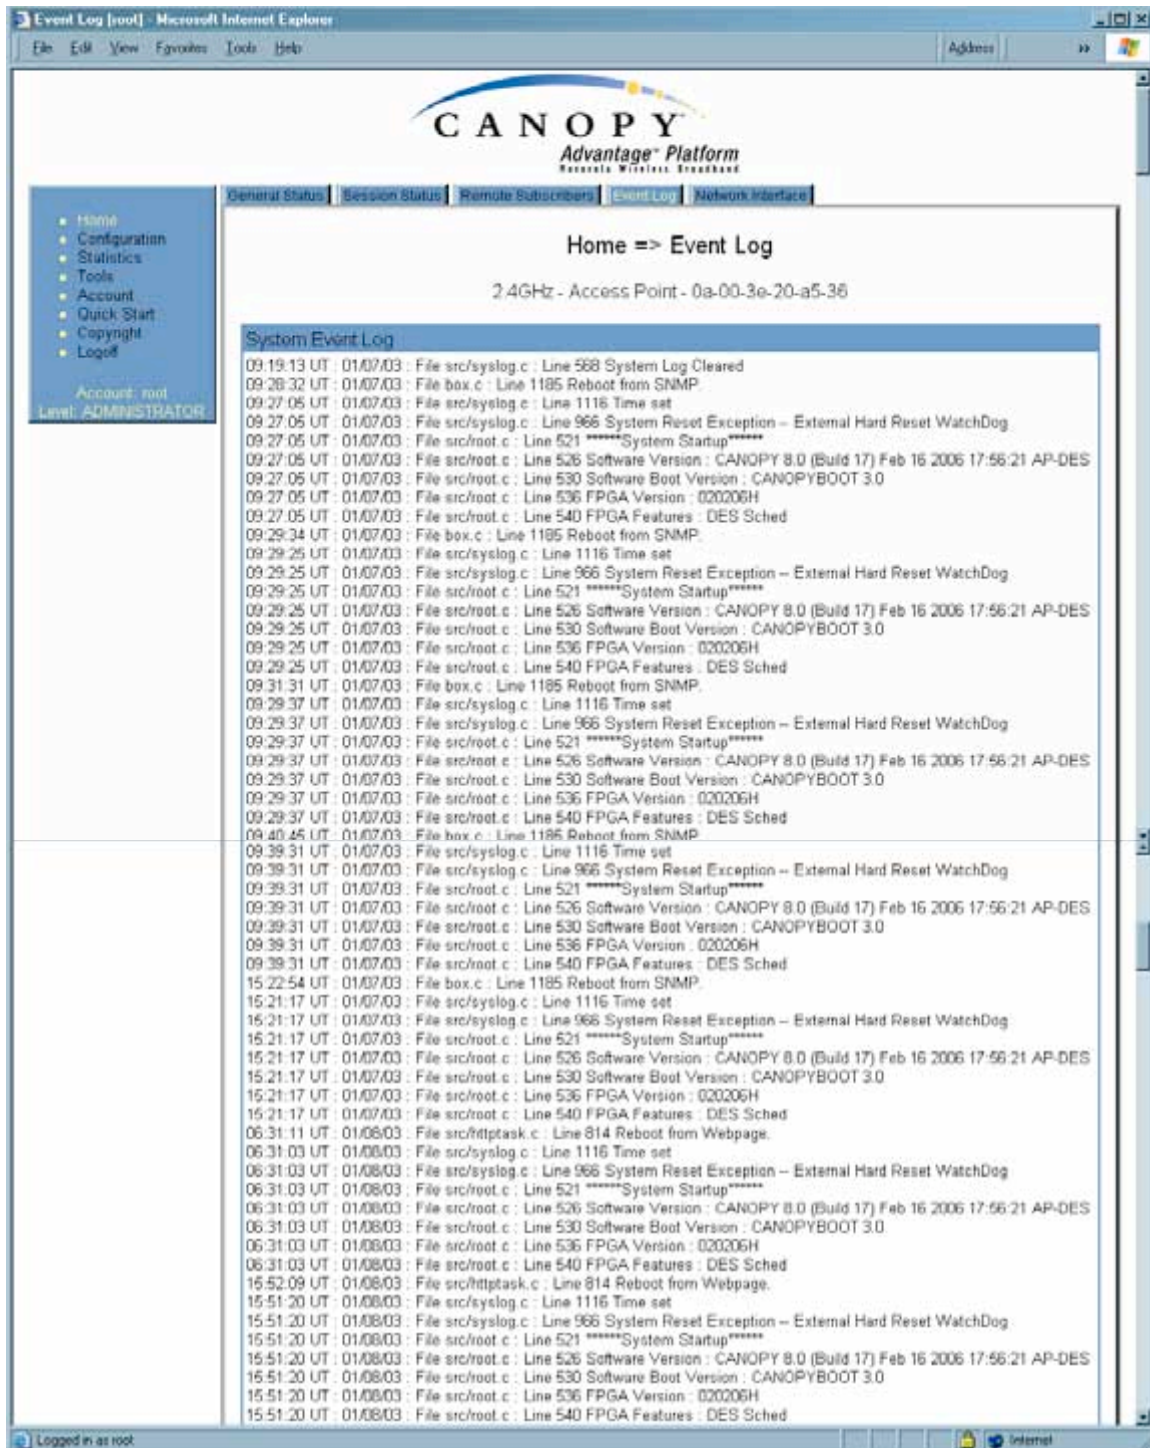 Event Log [root] - Microsoft Internet Explorer
File Edit View Favorites Tools Help
Address
CANOPY
Advantage Platform
Motorola Wireless Broadband
General Status Session Status Remote Subscribers Event Log Network Interface
Home
Configuration
Statistics
Tools
Account
Quick Start
Copyright
Logoff
Account: root
Level: ADMINISTRATOR
Home => Event Log
2.4GHz - Access Point - 0a-00-3e-20-a5-36
System Event Log
09:19:13 UT : 01/07/03 : File src/syslog.c : Line 568 System Log Cleared
09:28:32 UT : 01/07/03 : File box.c : Line 1185 Reboot from SNMP.
09:27:05 UT : 01/07/03 : File src/syslog.c : Line 1116 Time set
09:27:05 UT : 01/07/03 : File src/syslog.c : Line 966 System Reset Exception -- External Hard Reset WatchDog
09:27:05 UT : 01/07/03 : File src/root.c : Line 521 ******System Startup******
09:27:05 UT : 01/07/03 : File src/root.c : Line 526 Software Version : CANOPY 8.0 (Build 17) Feb 16 2006 17:56:21 AP-DES
09:27:05 UT : 01/07/03 : File src/root.c : Line 530 Software Boot Version : CANOPYBOOT 3.0
09:27:05 UT : 01/07/03 : File src/root.c : Line 536 FPGA Version : 020206H
09:27:05 UT : 01/07/03 : File src/root.c : Line 540 FPGA Features : DES Sched
09:29:34 UT : 01/07/03 : File box.c : Line 1185 Reboot from SNMP.
09:29:25 UT : 01/07/03 : File src/syslog.c : Line 1116 Time set
09:29:25 UT : 01/07/03 : File src/syslog.c : Line 966 System Reset Exception -- External Hard Reset WatchDog
09:29:25 UT : 01/07/03 : File src/root.c : Line 521 ******System Startup******
09:29:25 UT : 01/07/03 : File src/root.c : Line 526 Software Version : CANOPY 8.0 (Build 17) Feb 16 2006 17:56:21 AP-DES
09:29:25 UT : 01/07/03 : File src/root.c : Line 530 Software Boot Version : CANOPYBOOT 3.0
09:29:25 UT : 01/07/03 : File src/root.c : Line 536 FPGA Version : 020206H
09:29:25 UT : 01/07/03 : File src/root.c : Line 540 FPGA Features : DES Sched
09:31:31 UT : 01/07/03 : File box.c : Line 1185 Reboot from SNMP.
09:29:37 UT : 01/07/03 : File src/syslog.c : Line 1116 Time set
09:29:37 UT : 01/07/03 : File src/syslog.c : Line 966 System Reset Exception -- External Hard Reset WatchDog
09:29:37 UT : 01/07/03 : File src/root.c : Line 521 ******System Startup******
09:29:37 UT : 01/07/03 : File src/root.c : Line 526 Software Version : CANOPY 8.0 (Build 17) Feb 16 2006 17:56:21 AP-DES
09:29:37 UT : 01/07/03 : File src/root.c : Line 530 Software Boot Version : CANOPYBOOT 3.0
09:29:37 UT : 01/07/03 : File src/root.c : Line 536 FPGA Version : 020206H
09:29:37 UT : 01/07/03 : File src/root.c : Line 540 FPGA Features : DES Sched
09:40:45 UT : 01/07/03 : File box.c : Line 1185 Reboot from SNMP.
09:39:31 UT : 01/07/03 : File src/syslog.c : Line 1116 Time set
09:39:31 UT : 01/07/03 : File src/syslog.c : Line 966 System Reset Exception -- External Hard Reset WatchDog
09:39:31 UT : 01/07/03 : File src/root.c : Line 521 ******System Startup******
09:39:31 UT : 01/07/03 : File src/root.c : Line 526 Software Version : CANOPY 8.0 (Build 17) Feb 16 2006 17:56:21 AP-DES
09:39:31 UT : 01/07/03 : File src/root.c : Line 530 Software Boot Version : CANOPYBOOT 3.0
09:39:31 UT : 01/07/03 : File src/root.c : Line 536 FPGA Version : 020206H
09:39:31 UT : 01/07/03 : File src/root.c : Line 540 FPGA Features : DES Sched
15:22:54 UT : 01/07/03 : File box.c : Line 1185 Reboot from SNMP.
15:21:17 UT : 01/07/03 : File src/syslog.c : Line 1116 Time set
15:21:17 UT : 01/07/03 : File src/syslog.c : Line 966 System Reset Exception -- External Hard Reset WatchDog
15:21:17 UT : 01/07/03 : File src/root.c : Line 521 ******System Startup******
15:21:17 UT : 01/07/03 : File src/root.c : Line 526 Software Version : CANOPY 8.0 (Build 17) Feb 16 2006 17:56:21 AP-DES
15:21:17 UT : 01/07/03 : File src/root.c : Line 530 Software Boot Version : CANOPYBOOT 3.0
15:21:17 UT : 01/07/03 : File src/root.c : Line 536 FPGA Version : 020206H
15:21:17 UT : 01/07/03 : File src/root.c : Line 540 FPGA Features : DES Sched
06:31:11 UT : 01/08/03 : File src/httptask.c : Line 814 Reboot from Webpage.
06:31:03 UT : 01/08/03 : File src/syslog.c : Line 1116 Time set
06:31:03 UT : 01/08/03 : File src/syslog.c : Line 966 System Reset Exception -- External Hard Reset WatchDog
06:31:03 UT : 01/08/03 : File src/root.c : Line 521 ******System Startup******
06:31:03 UT : 01/08/03 : File src/root.c : Line 526 Software Version : CANOPY 8.0 (Build 17) Feb 16 2006 17:56:21 AP-DES
06:31:03 UT : 01/08/03 : File src/root.c : Line 530 Software Boot Version : CANOPYBOOT 3.0
06:31:03 UT : 01/08/03 : File src/root.c : Line 536 FPGA Version : 020206H
06:31:03 UT : 01/08/03 : File src/root.c : Line 540 FPGA Features : DES Sched
15:52:09 UT : 01/08/03 : File src/httptask.c : Line 814 Reboot from Webpage.
15:51:20 UT : 01/08/03 : File src/syslog.c : Line 1116 Time set
15:51:20 UT : 01/08/03 : File src/syslog.c : Line 966 System Reset Exception -- External Hard Reset WatchDog
15:51:20 UT : 01/08/03 : File src/root.c : Line 521 ******System Startup******
15:51:20 UT : 01/08/03 : File src/root.c : Line 526 Software Version : CANOPY 8.0 (Build 17) Feb 16 2006 17:56:21 AP-DES
15:51:20 UT : 01/08/03 : File src/root.c : Line 530 Software Boot Version : CANOPYBOOT 3.0
15:51:20 UT : 01/08/03 : File src/root.c : Line 536 FPGA Version : 020206H
15:51:20 UT : 01/08/03 : File src/root.c : Line 540 FPGA Features : DES Sched
Logged in as root
Internet